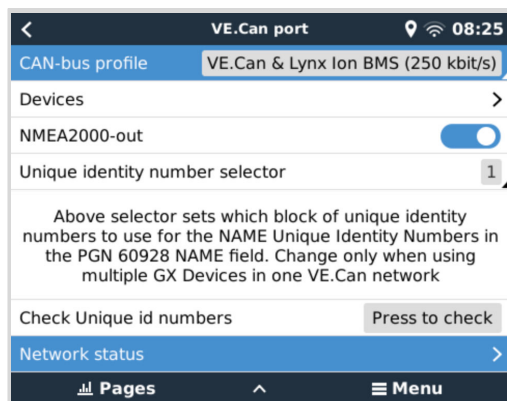 VE.Can port
08:25
CAN-bus profile
VE.Can & Lynx Ion BMS (250 kbit/s)
Devices
NMEA2000-out
Unique identity number selector
1
Above selector sets which block of unique identity
numbers to use for the NAME Unique Identity Numbers in
the PGN 60928 NAME field. Change only when using
multiple GX Devices in one VE.Can network
Check Unique id numbers
Press to check
Network status
Pages
Menu